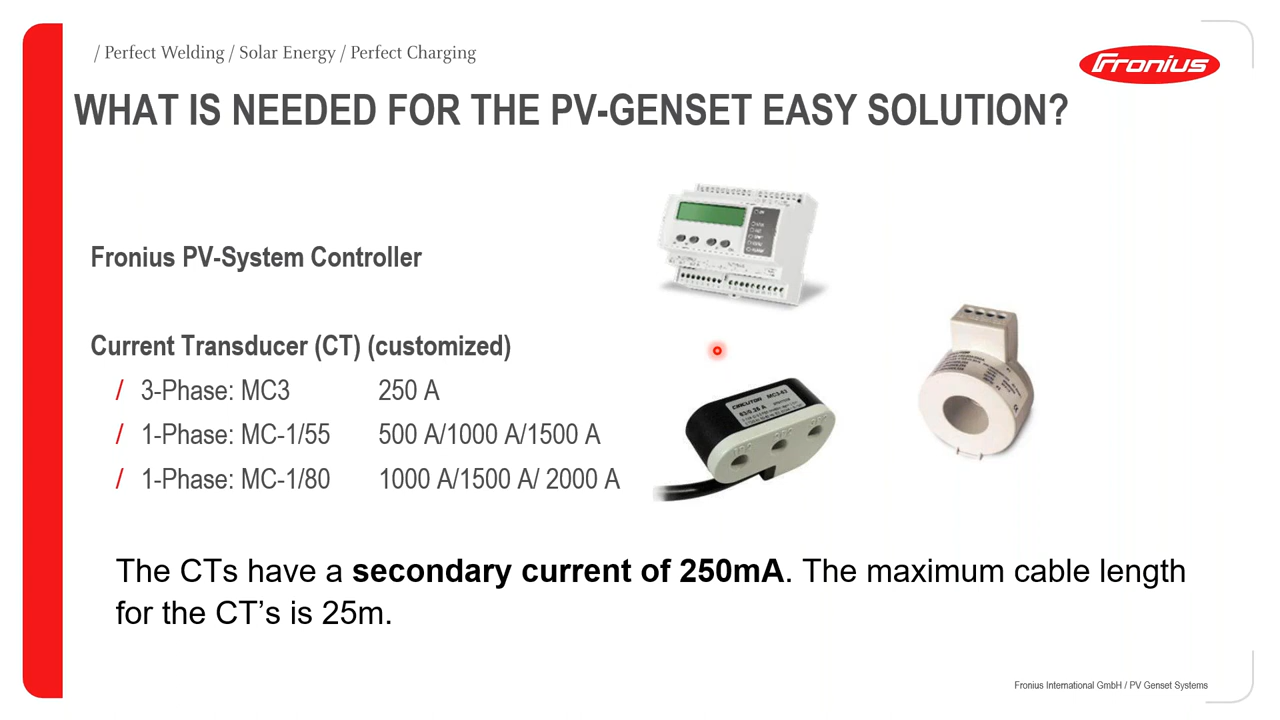 / Perfect Welding / Solar Energy / Perfect Charging
Fronius
WHAT IS NEEDED FOR THE PV-GENSET EASY SOLUTION?
Fronius PV-System Controller
Current Transducer (CT) (customized)
/ 3-Phase: MC3 250 A
/ 1-Phase: MC-1/55 500 A/1000 A/1500 A
/ 1-Phase: MC-1/80 1000 A/1500 A/ 2000 A
CIRCUTOR MC3-63
The CTs have a secondary current of 250mA. The maximum cable length
for the CT’s is 25m.
Fronius International GmbH / PV Genset Systems